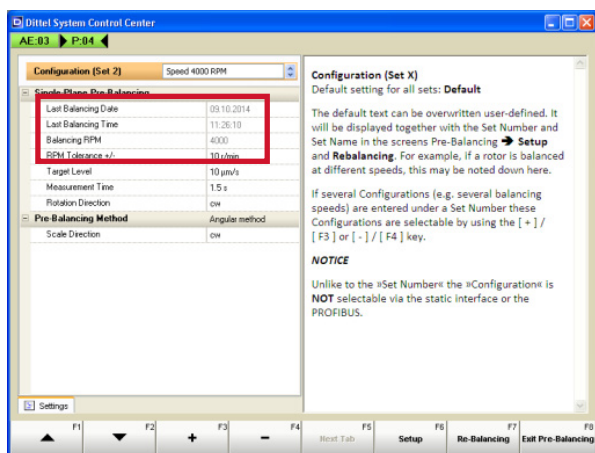 Dittel System Control Center
AE:03 P:04
Configuration (Set 2) Speed 4000 RPM
Single-Plane Pre-Balancing
Last Balancing Date 09.10.2014
Last Balancing Time 11:26:10
Balancing RPM 4000
RPM Tolerance +/- 10 r/min
Target Level 10 µm/s
Measurement Time 1.5 s
Rotation Direction cw
Pre-Balancing Method Angular method
Scale Direction cw
Settings
Configuration (Set X)
Default setting for all sets: Default
The default text can be overwritten user-defined. It
will be displayed together with the Set Number and
Set Name in the screens Pre-Balancing ➔ Setup
and Rebalancing. For example, if a rotor is balanced
at different speeds, this may be noted down here.
If several Configurations (e.g. several balancing
speeds) are entered under a Set Number these
Configurations are selectable by using the [ + ] /
[ F3 ] or [ - ] / [ F4 ] key.
NOTICE
Unlike to the »Set Number« the »Configuration« is
NOT selectable via the static interface or the
PROFIBUS.
F1 F2 F3 F4 F5 F6 F7 F8
+ - Next Tab Setup Re-Balancing Exit Pre-Balancing